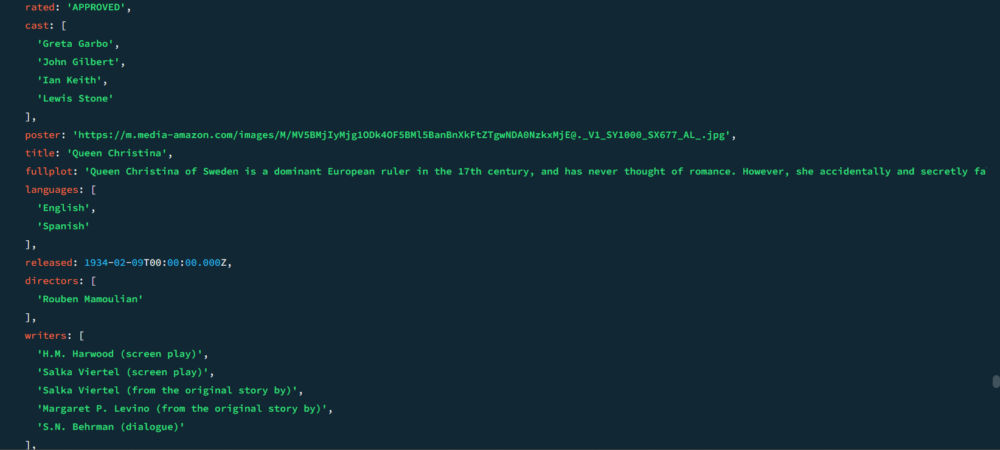 rated: 'APPROVED',
cast: [
'Greta Garbo',
'John Gilbert',
'Ian Keith',
'Lewis Stone'
],
poster: 'https://m.media-amazon.com/images/M/MV5BMjIyMjg1ODk4OF5BMl5BanBnXkFtZTgwNDA0NzkxMjE@._V1_SY1000_SX677_AL_.jpg',
title: 'Queen Christina',
fullplot: 'Queen Christina of Sweden is a dominant European ruler in the 17th century, and has never thought of romance. However, she accidentally and secretly fa
languages: [
'English',
'Spanish'
],
released: 1934-02-09T00:00:00.000Z,
directors: [
'Rouben Mamoulian'
],
writers: [
'H.M. Harwood (screen play)',
'Salka Viertel (screen play)',
'Salka Viertel (from the original story by)',
'Margaret P. Levino (from the original story by)',
'S.N. Behrman (dialogue)'
],